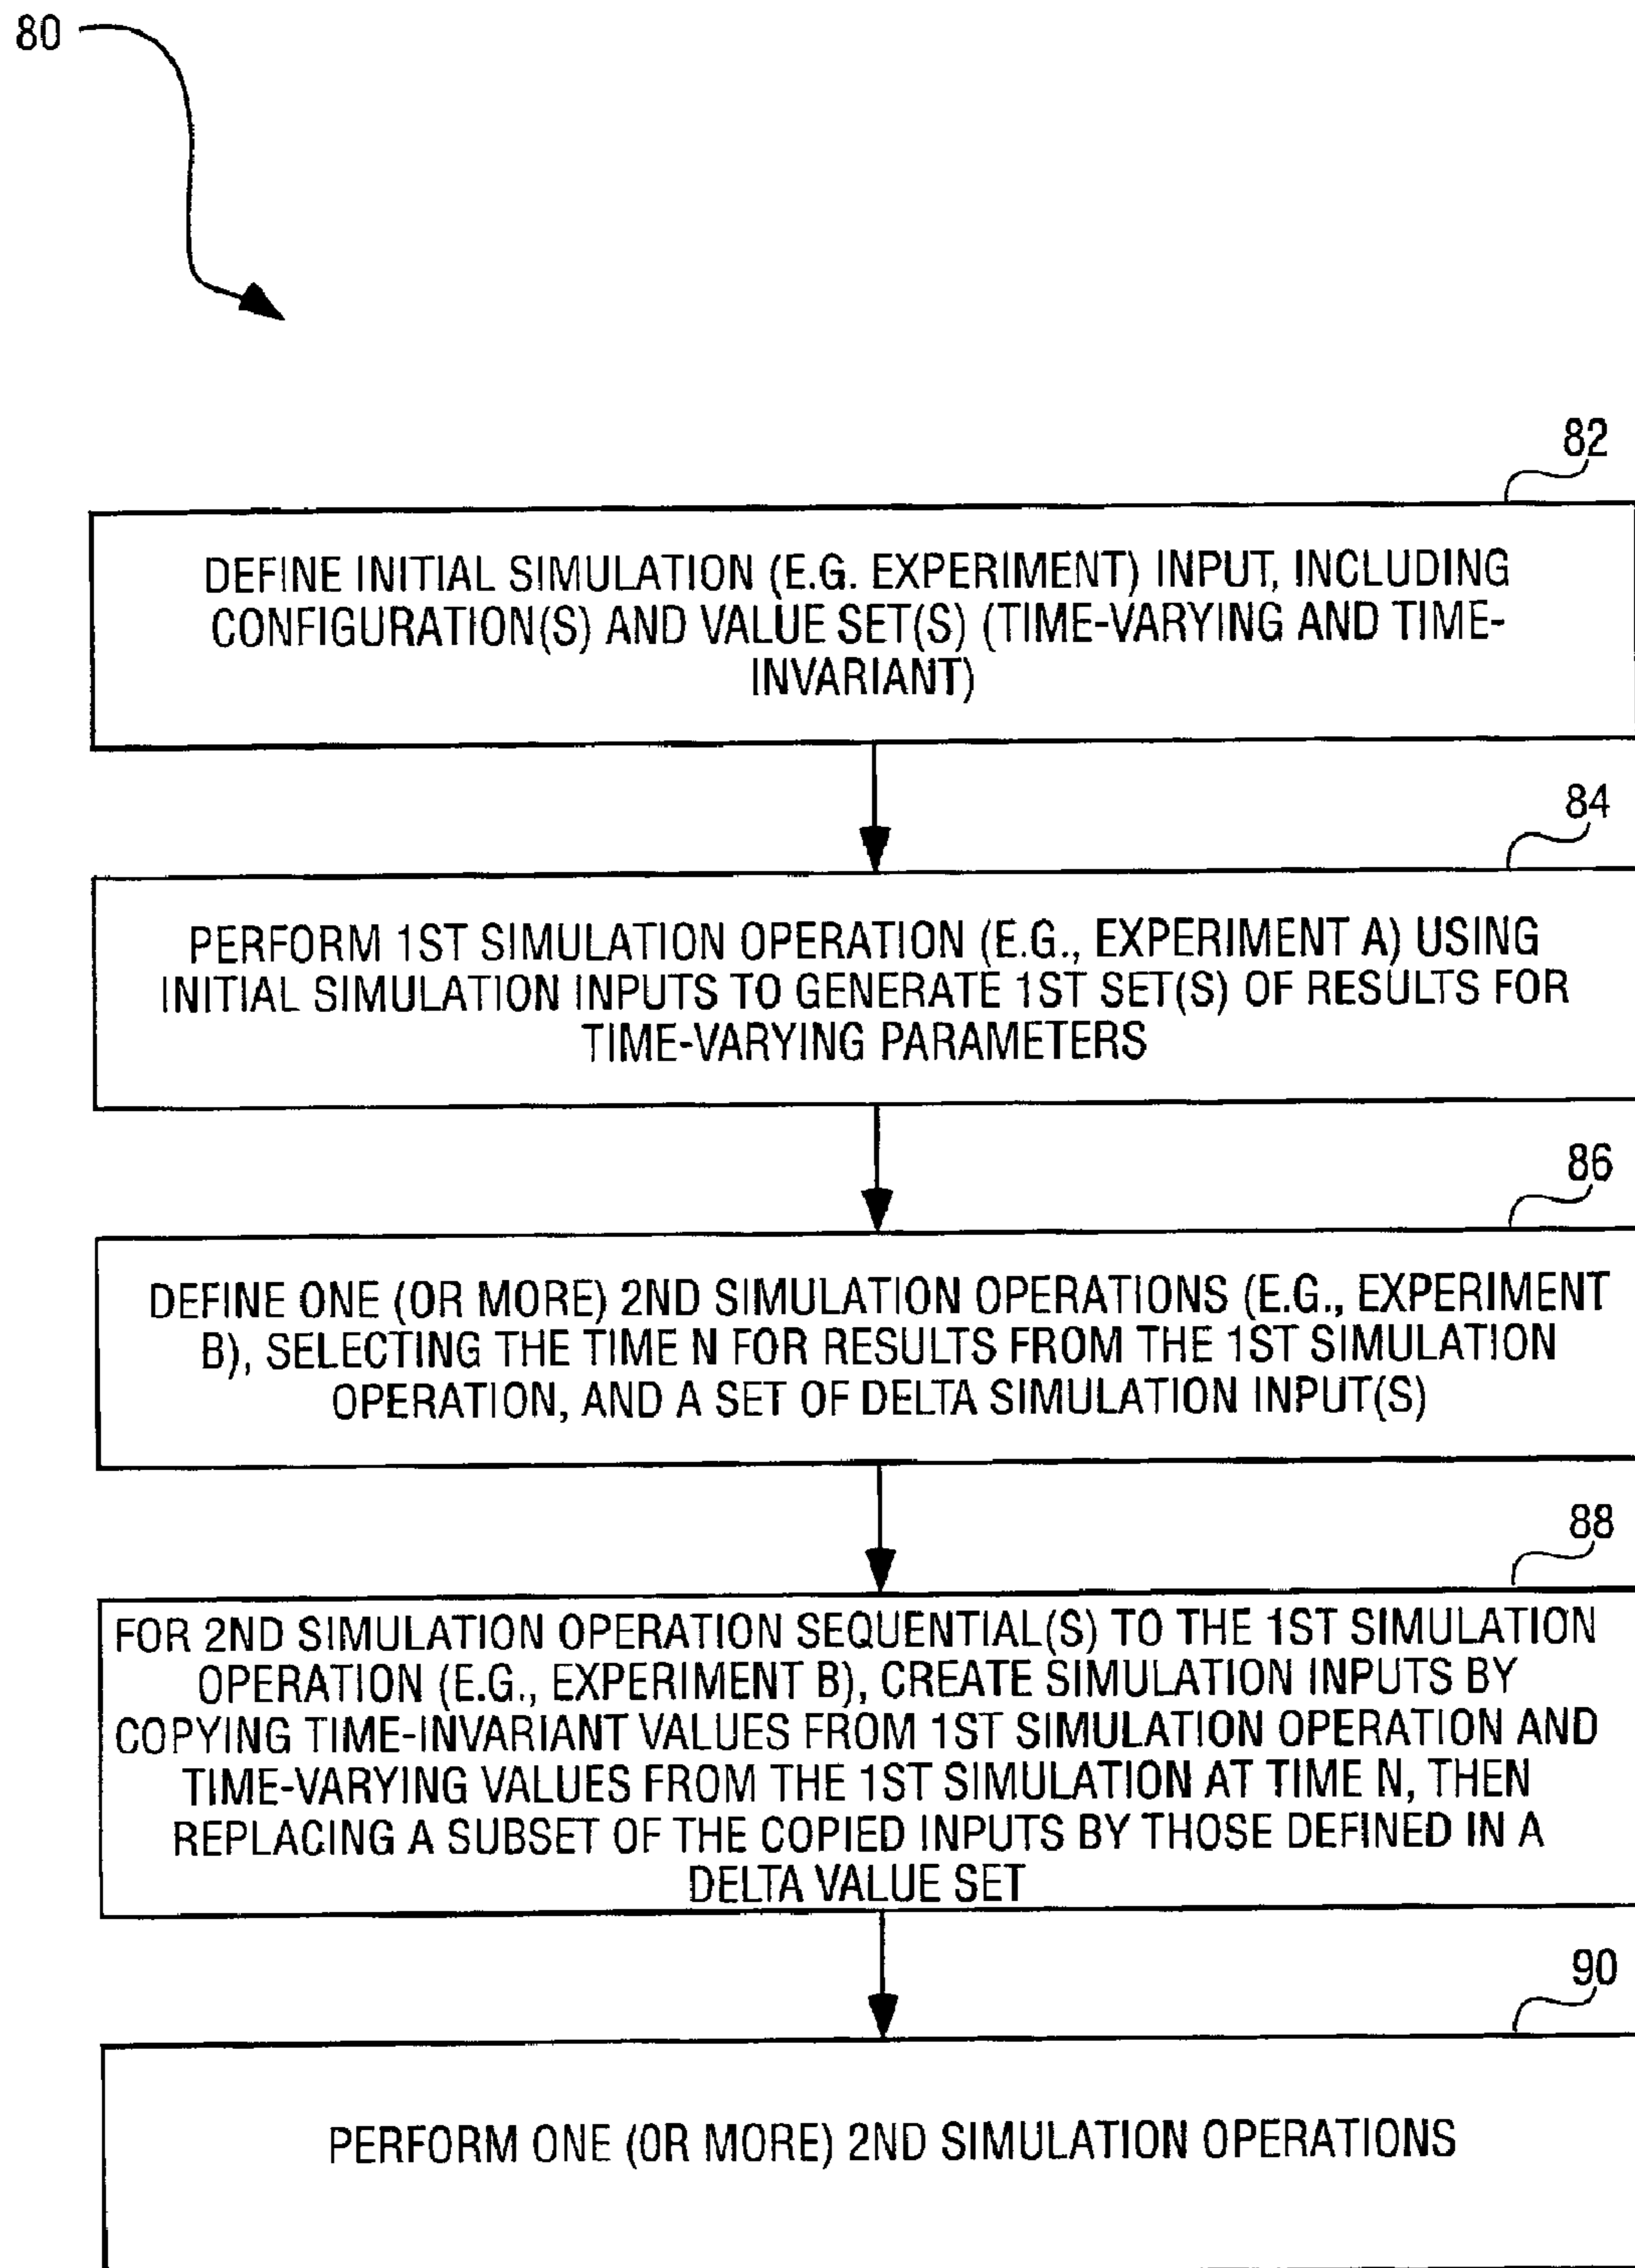 80
82
DEFINE INITIAL SIMULATION (E.G. EXPERIMENT) INPUT, INCLUDING
CONFIGURATION(S) AND VALUE SET(S) (TIME-VARYING AND TIME-
INVARIANT)
84
PERFORM 1ST SIMULATION OPERATION (E.G., EXPERIMENT A) USING
INITIAL SIMULATION INPUTS TO GENERATE 1ST SET(S) OF RESULTS FOR
TIME-VARYING PARAMETERS
86
DEFINE ONE (OR MORE) 2ND SIMULATION OPERATIONS (E.G., EXPERIMENT
B), SELECTING THE TIME N FOR RESULTS FROM THE 1ST SIMULATION
OPERATION, AND A SET OF DELTA SIMULATION INPUT(S)
88
FOR 2ND SIMULATION OPERATION SEQUENTIAL(S) TO THE 1ST SIMULATION
OPERATION (E.G., EXPERIMENT B), CREATE SIMULATION INPUTS BY
COPYING TIME-INVARIANT VALUES FROM 1ST SIMULATION OPERATION AND
TIME-VARYING VALUES FROM THE 1ST SIMULATION AT TIME N, THEN
REPLACING A SUBSET OF THE COPIED INPUTS BY THOSE DEFINED IN A
DELTA VALUE SET
90
PERFORM ONE (OR MORE) 2ND SIMULATION OPERATIONS